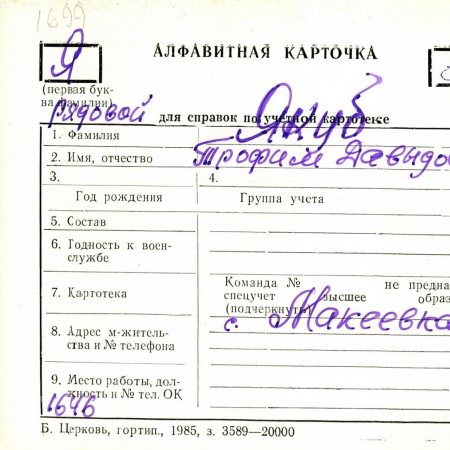 1699
Я
АЛФАВИТНАЯ КАРТОЧКА
(первая бук-
ва фамилии)
рядовой
для справок по учётной картотеке
1. Фамилия Якуб
2. Имя, отчество Трофим Давыдо
3. 4.
Год рождения Группа учета
5. Состав
6. Годность к воен-
службе
7. Картотека
Команда № не предна
спецучет высшее образ
(подчеркнуть)
с. Макеевка
8. Адрес м-житель-
ства и № телефона
9. Место работы, дол-
жность и № тел. ОК
1646
Б. Церковь, гортип., 1985, з. 3589—20000